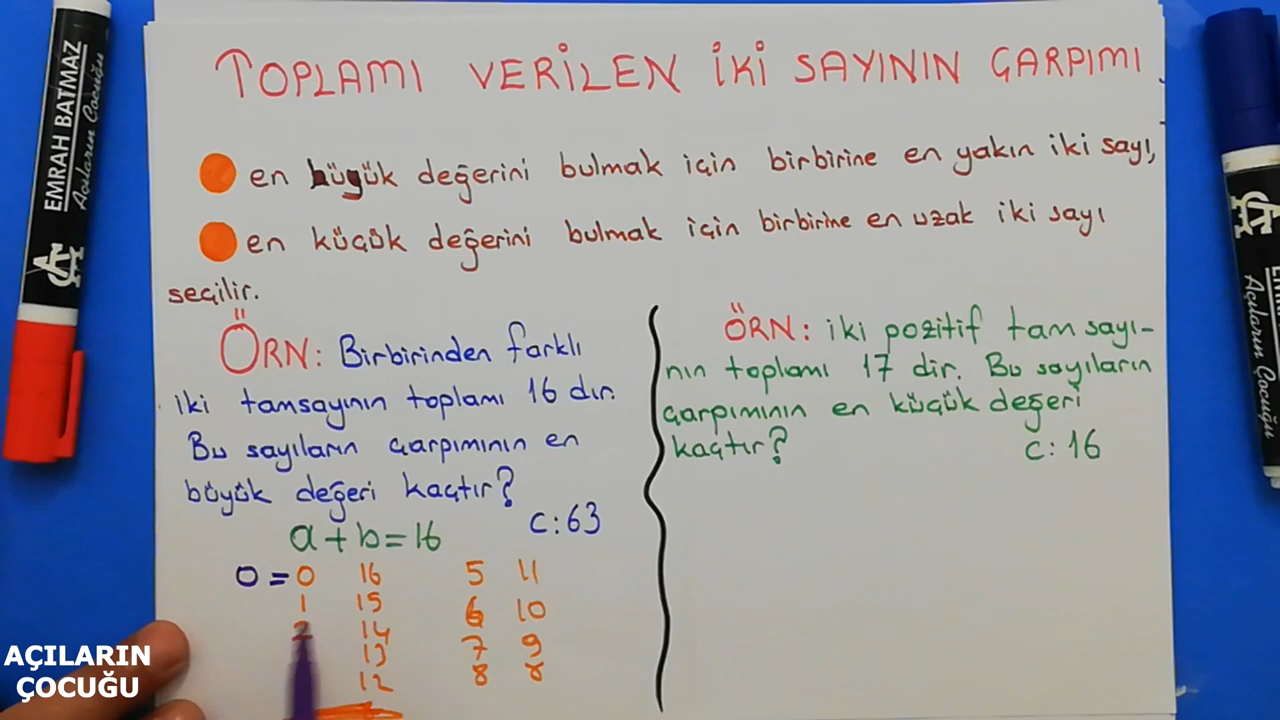 TOPLAMI VERİLEN İKİ SAYININ ÇARPIMI
en büyük değerini bulmak için birbirine en yakın iki sayı,
en küçük değerini bulmak için birbirine en uzak iki sayı
seçilir.
ÖRN: Birbirinden farklı
iki tamsayının toplamı 16 dır.
Bu sayıların çarpımının en
büyük değeri kaçtır?
C:63
a+b=16
0=0 16 5 11
1 15 6 10
2 14 7 9
13 8 8
12
ÖRN: iki pozitif tam sayı-
nın toplamı 17 dir. Bu sayıların
çarpımının en küçük değeri
kaçtır? C: 16
EMRAH BATMAZ
Açıların Çocuğu
Açıların Çocuğu
AÇILARIN
ÇOCUĞU